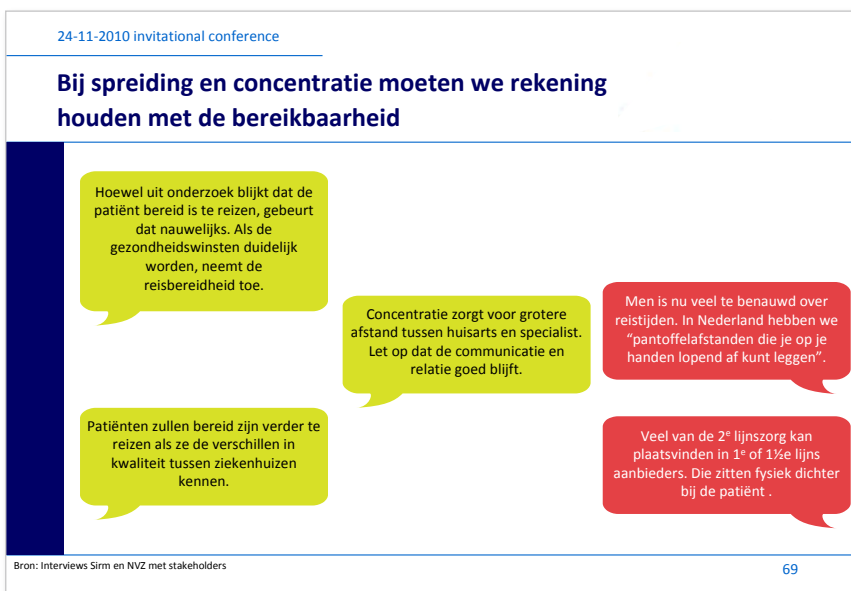 24-11-2010 invitational conference
Bij spreiding en concentratie moeten we rekening
houden met de bereikbaarheid
Hoewel uit onderzoek blijkt dat de
patiënt bereid is te reizen, gebeurt
dat nauwelijks. Als de
gezondheidswinsten duidelijk
worden, neemt de
reisbereidheid toe.
Concentratie zorgt voor grotere
afstand tussen huisarts en specialist.
Let op dat de communicatie en
relatie goed blijft.
Men is nu veel te benauwd over
reistijden. In Nederland hebben we
“pantoffelafstanden die je op je
handen lopend af kunt leggen”.
Patiënten zullen bereid zijn verder te
reizen als ze de verschillen in
kwaliteit tussen ziekenhuizen
kennen.
Veel van de 2e lijnszorg kan
plaatsvinden in 1e of 1½e lijns
aanbieders. Die zitten fysiek dichter
bij de patiënt .
Bron: Interviews Sirm en NVZ met stakeholders
69